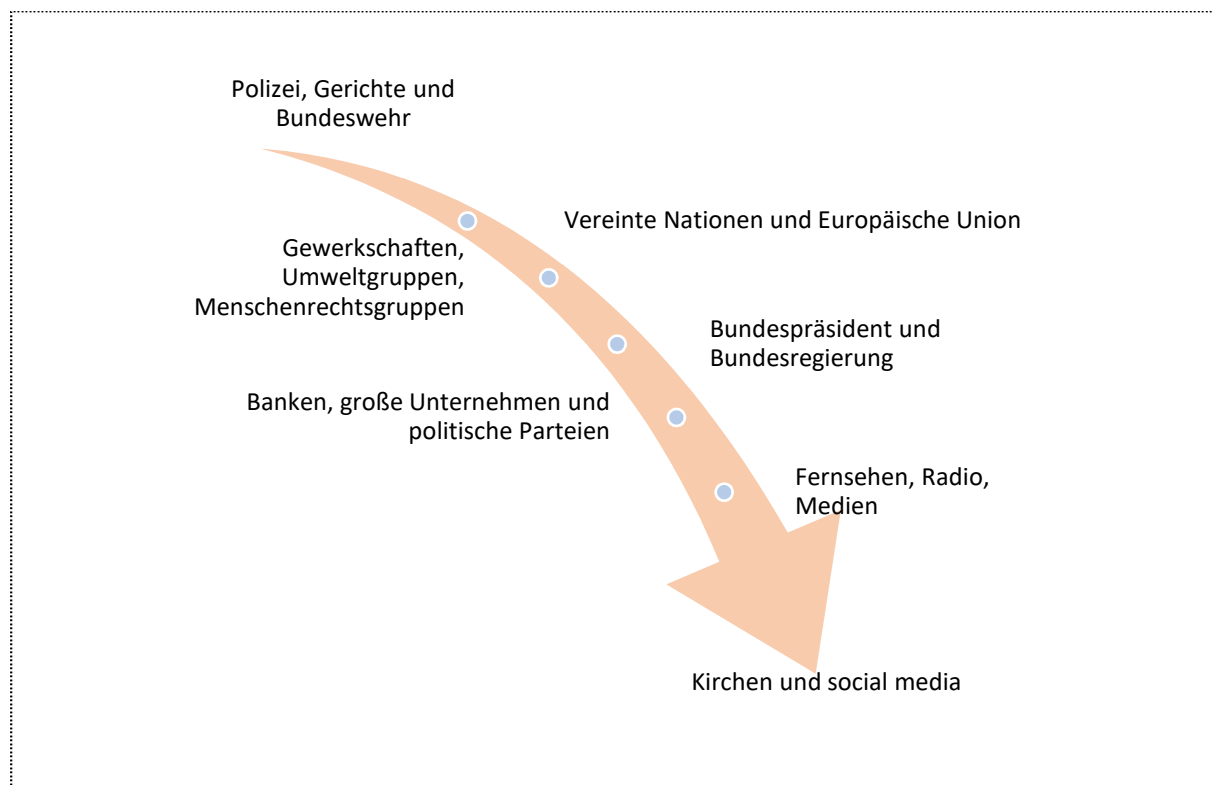 Polizei, Gerichte und
Bundeswehr
Vereinte Nationen und Europäische Union
Gewerkschaften,
Umweltgruppen,
Menschenrechtsgruppen
Bundespräsident und
Bundesregierung
Banken, große Unternehmen und
politische Parteien
Fernsehen, Radio,
Medien
Kirchen und social media